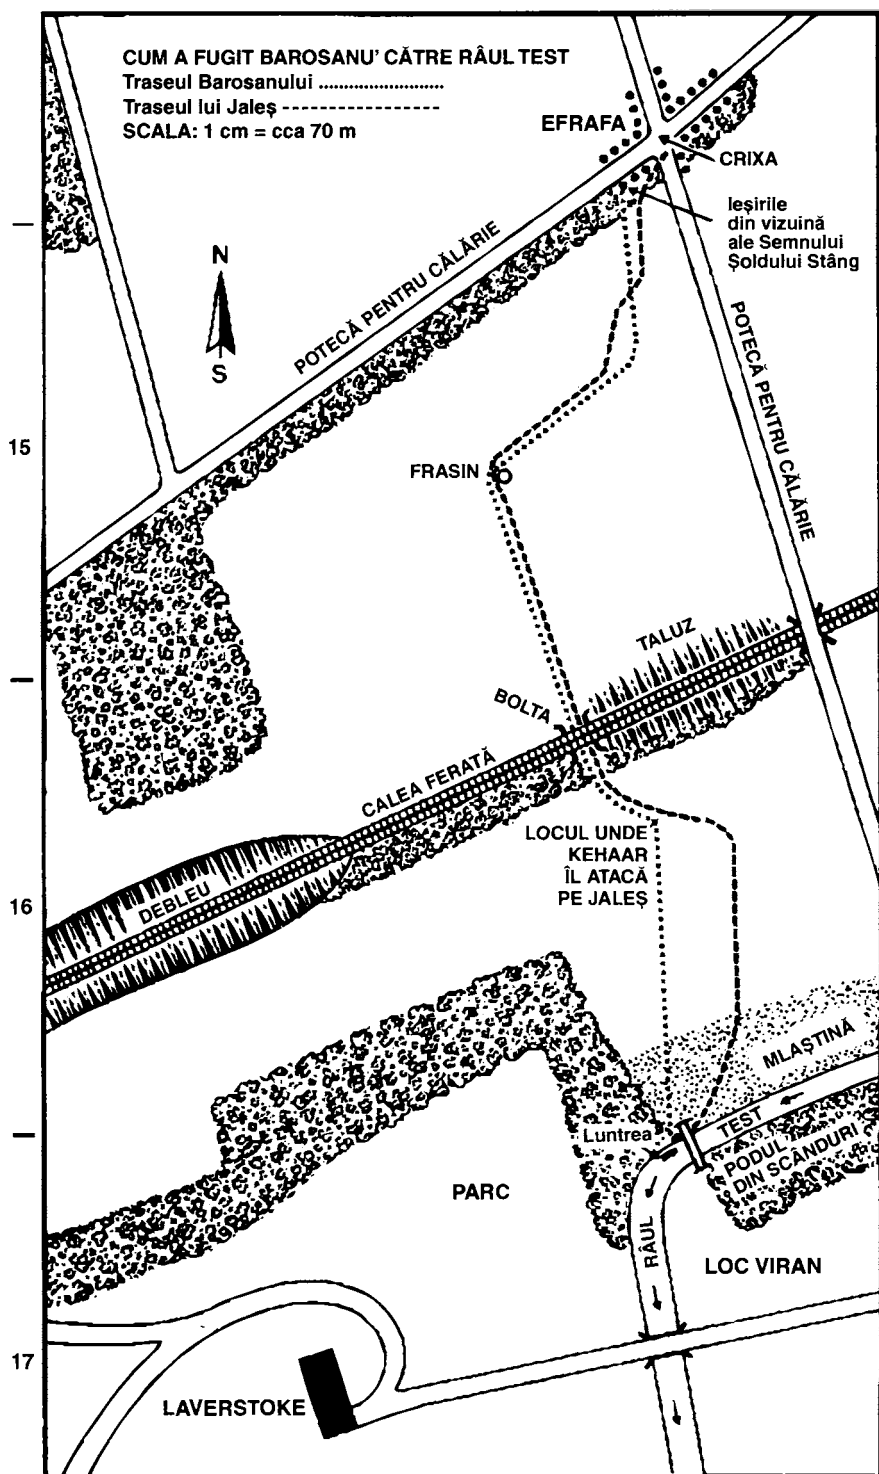 CUM A FUGIT BAROSANU’ CĂTRE RÂUL TEST
Traseul Barosanului ........................
Traseul lui Jaleș -------------------
SCALA: 1 cm = cca 70 m
EFRAFA
CRIXA
Ieșirile
din vizuină
ale Semnului
Șoldului Stâng
N
S
POTECĂ PENTRU CĂLĂRIE
POTECĂ PENTRU CĂLĂRIE
15
FRASIN
TALUZ
BOLTA
CALEA FERATĂ
LOCUL UNDE
KEHAAR
ÎL ATACĂ
PE JALEȘ
DEBLEU
16
MLAȘTINĂ
TEST
Luntrea
PODUL
DIN SCÂNDURI
PARC
RÂUL
LOC VIRAN
17
LAVERSTOKE